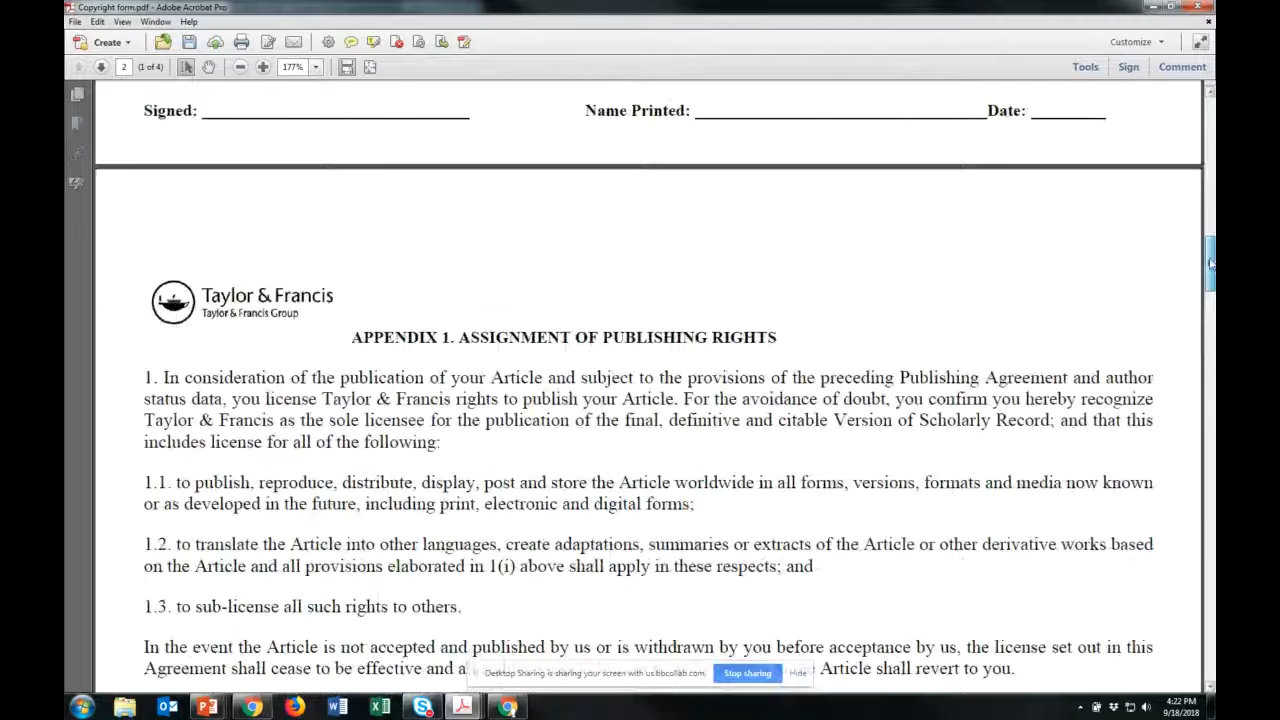 Copyright form.pdf - Adobe Acrobat Pro
File Edit View Window Help
Create Customize
2 (1 of 4) 177% Tools Sign Comment
Signed: Name Printed: Date:
Taylor & Francis
Taylor & Francis Group
APPENDIX 1. ASSIGNMENT OF PUBLISHING RIGHTS
1. In consideration of the publication of your Article and subject to the provisions of the preceding Publishing Agreement and author
status data, you license Taylor & Francis rights to publish your Article. For the avoidance of doubt, you confirm you hereby recognize
Taylor & Francis as the sole licensee for the publication of the final, definitive and citable Version of Scholarly Record; and that this
includes license for all of the following:
1.1. to publish, reproduce, distribute, display, post and store the Article worldwide in all forms, versions, formats and media now known
or as developed in the future, including print, electronic and digital forms;
1.2. to translate the Article into other languages, create adaptations, summaries or extracts of the Article or other derivative works based
on the Article and all provisions elaborated in 1(i) above shall apply in these respects; and
1.3. to sub-license all such rights to others.
In the event the Article is not accepted and published by us or is withdrawn by you before acceptance by us, the license set out in this
Agreement shall cease to be effective and Article shall revert to you.
Desktop Sharing is sharing your screen with us.bbcollab.com. Stop sharing Hide
4:22 PM
9/18/2018